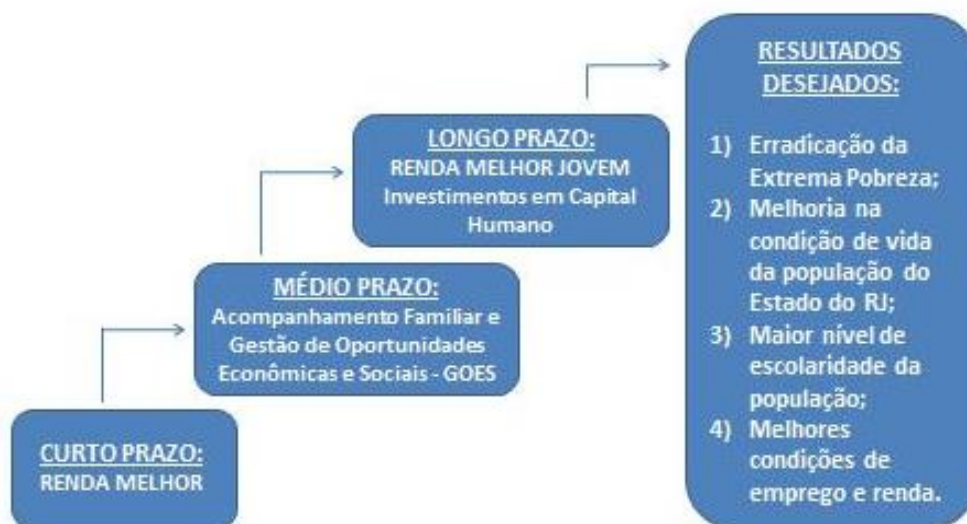 CURTO PRAZO:
RENDA MELHOR
MÉDIO PRAZO:
Acompanhamento Familiar e
Gestão de Oportunidades
Econômicas e Sociais - GOES
LONGO PRAZO:
RENDA MELHOR JOVEM
Investimentos em Capital
Humano
RESULTADOS
DESEJADOS:
1) Erradicação da
Extrema Pobreza;
2) Melhoria na
condição de vida
da população do
Estado do RJ;
3) Maior nível de
escolaridade da
população;
4) Melhores
condições de
emprego e renda.